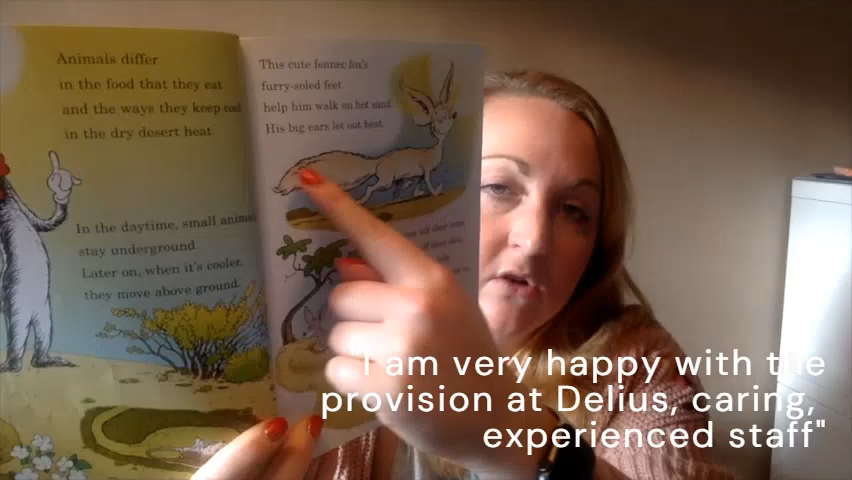 Animals differ
in the food that they eat
and the ways they keep cool
in the dry desert heat
In the daytime, small animals
stay underground.
Later on, when it's cooler,
they move above ground.
This cute fennec fox's
furry-soled feet
help him walk on hot sand.
His big ears let out heat.
"I am very happy with the
provision at Delius, caring,
experienced staff"